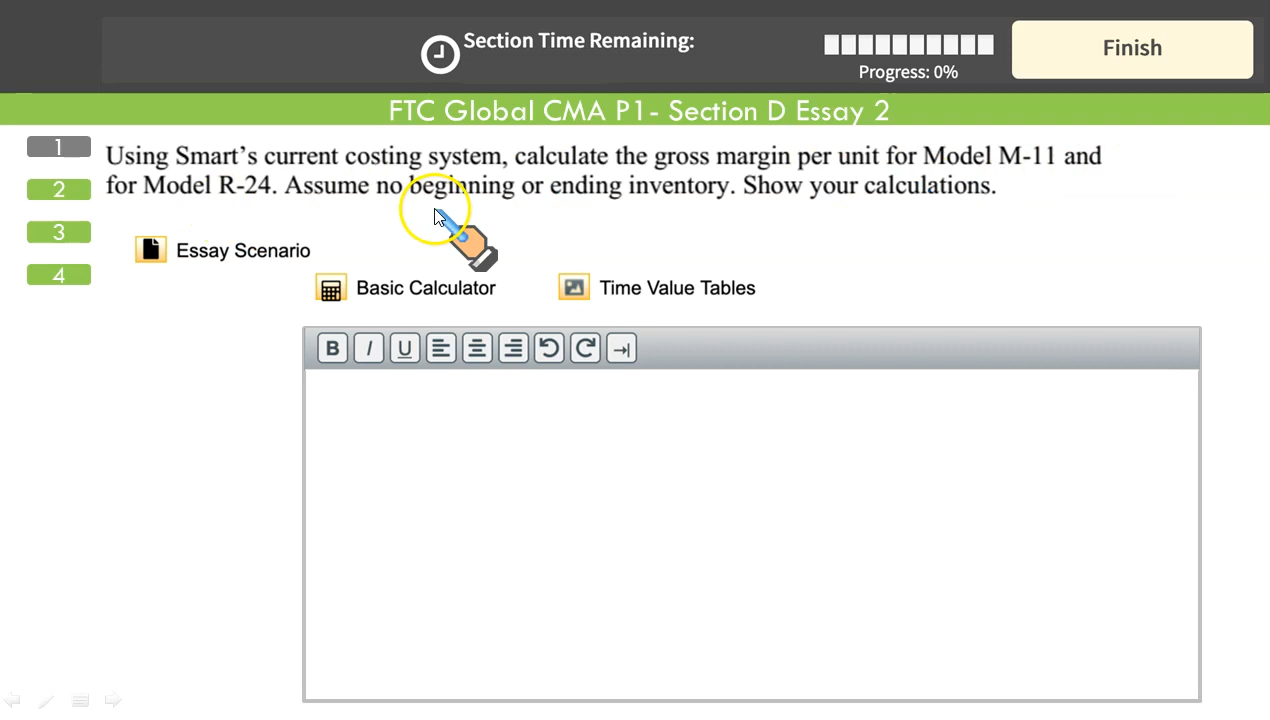 Section Time Remaining:
Progress: 0%
Finish
FTC Global CMA P1- Section D Essay 2
1
2
3
4
Using Smart's current costing system, calculate the gross margin per unit for Model M-11 and
for Model R-24. Assume no beginning or ending inventory. Show your calculations.
Essay Scenario
Basic Calculator
Time Value Tables
B I U